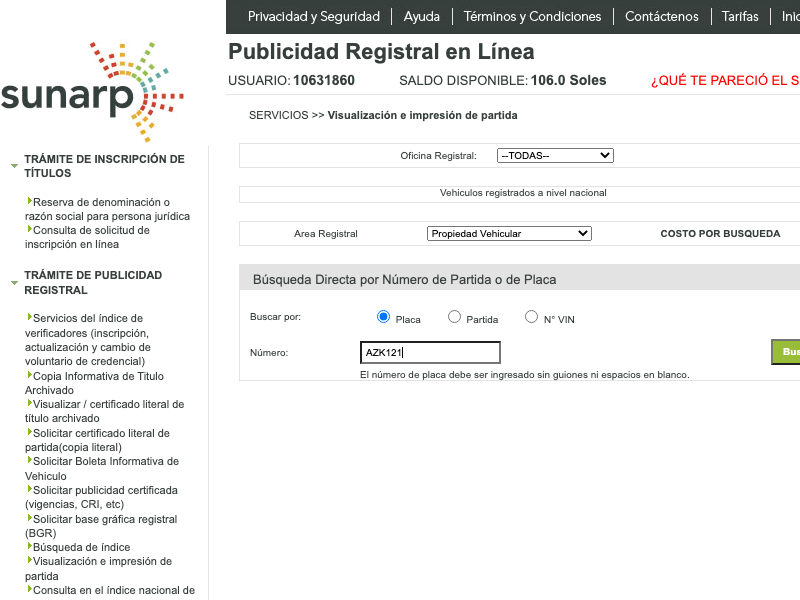 Privacidad y Seguridad
Ayuda
Términos y Condiciones
Contáctenos
Tarifas
sunarp
Publicidad Registral en Línea
USUARIO: 10631860
SALDO DISPONIBLE: 106.0 Soles
¿QUÉ TE PARECIÓ EL
SERVICIOS >> Visualización e impresión de partida
Oficina Registral:
--TODAS--
Vehiculos registrados a nivel nacional
Area Registral
Propiedad Vehicular
COSTO POR BUSQUEDA
Búsqueda Directa por Número de Partida o de Placa
Buscar por:
Placa
Partida
N° VIN
Número:
AZK121
El número de placa debe ser ingresado sin guiones ni espacios en blanco.
TRÁMITE DE INSCRIPCIÓN DE
TÍTULOS
Reserva de denominación o
razón social para persona jurídica
Consulta de solicitud de
inscripción en línea
TRÁMITE DE PUBLICIDAD
REGISTRAL
Servicios del índice de
verificadores (inscripción,
actualización y cambio de
voluntario de credencial)
Copia Informativa de Titulo
Archivado
Visualizar / certificado literal de
título archivado
Solicitar certificado literal de
partida(copia literal)
Solicitar Boleta Informativa de
Vehiculo
Solicitar publicidad certificada
(vigencias, CRI, etc)
Solicitar base gráfica registral
(BGR)
Búsqueda de índice
Visualización e impresión de
partida
Consulta en el índice nacional de